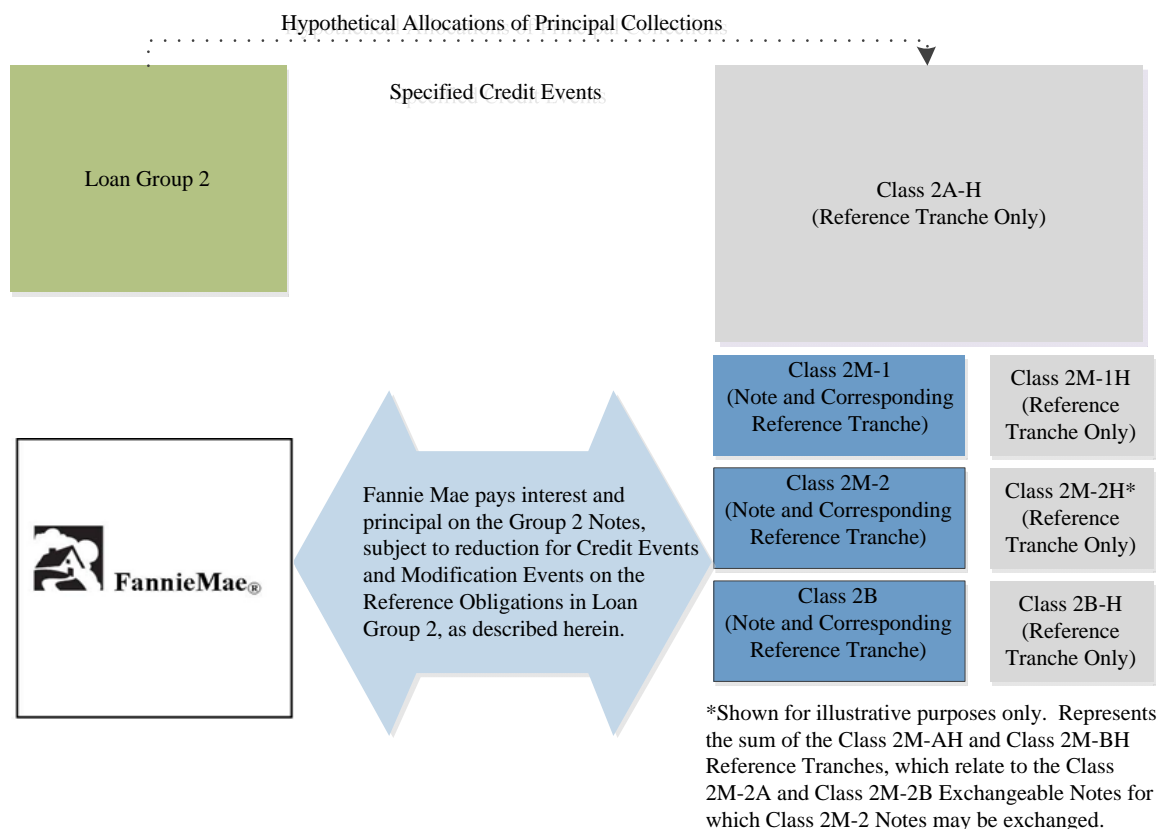 Hypothetical Allocations of Principal Collections
Specified Credit Events
Loan Group 2
Class 2A-H
(Reference Tranche Only)
Class 2M-1
(Note and Corresponding
Reference Tranche)
Class 2M-1H
(Reference
Tranche Only)
FannieMae®
Fannie Mae pays interest and
principal on the Group 2 Notes,
subject to reduction for Credit Events
and Modification Events on the
Reference Obligations in Loan
Group 2, as described herein.
Class 2M-2
(Note and Corresponding
Reference Tranche)
Class 2M-2H*
(Reference
Tranche Only)
Class 2B
(Note and Corresponding
Reference Tranche)
Class 2B-H
(Reference
Tranche Only)
*Shown for illustrative purposes only.  Represents
the sum of the Class 2M-AH and Class 2M-BH
Reference Tranches, which relate to the Class
2M-2A and Class 2M-2B Exchangeable Notes for
which Class 2M-2 Notes may be exchanged.